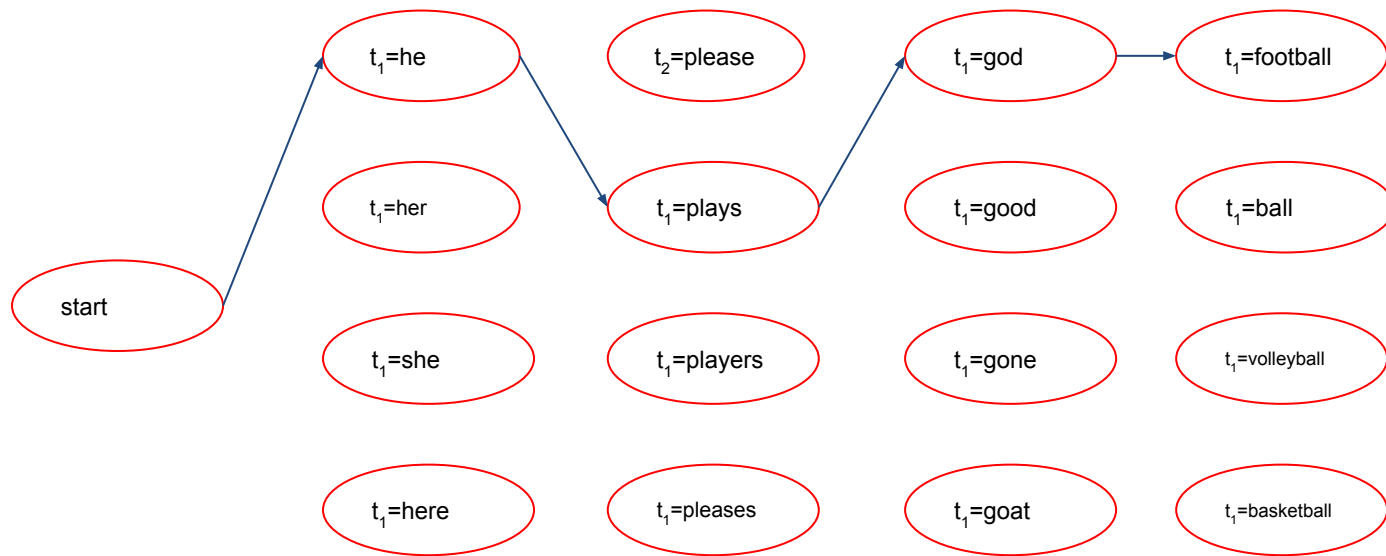 t₁=he
t₂=please
t₁=god
t₁=football
t₁=her
t₁=plays
t₁=good
t₁=ball
start
t₁=she
t₁=players
t₁=gone
t₁=volleyball
t₁=here
t₁=pleases
t₁=goat
t₁=basketball